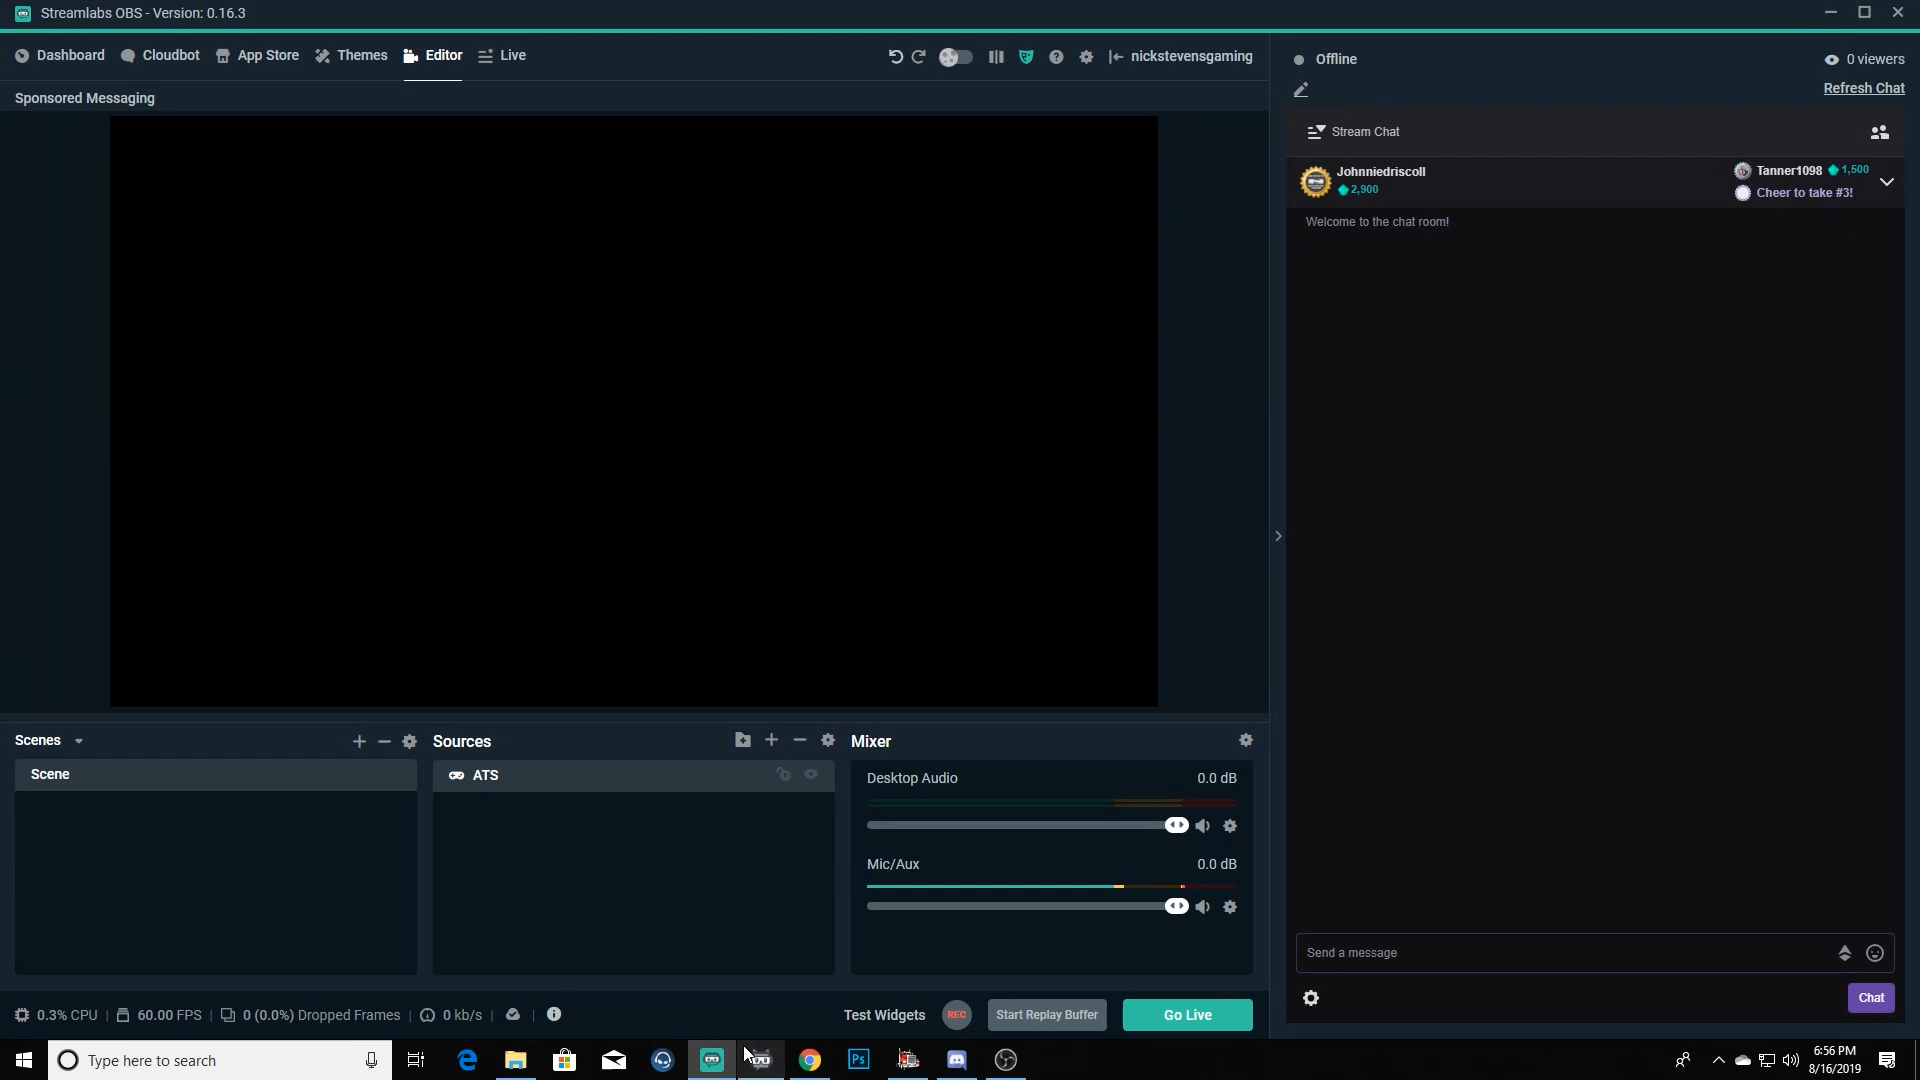 Streamlabs OBS - Version: 0.16.3
Dashboard Cloudbot App Store Themes Editor Live nickstevensgaming
Sponsored Messaging
Offline 0 viewers
Refresh Chat
Stream Chat
Johnniedriscoll
2,900
Tanner1098 1,500
Cheer to take #3!
Welcome to the chat room!
Scenes
Scene
Sources
ATS
Mixer
Desktop Audio 0.0 dB
Mic/Aux 0.0 dB
Send a message
Chat
0.3% CPU | 60.00 FPS | 0 (0.0%) Dropped Frames | 0 kb/s | |
Test Widgets REC Start Replay Buffer Go Live
Type here to search
Ps
6:56 PM
8/16/2019